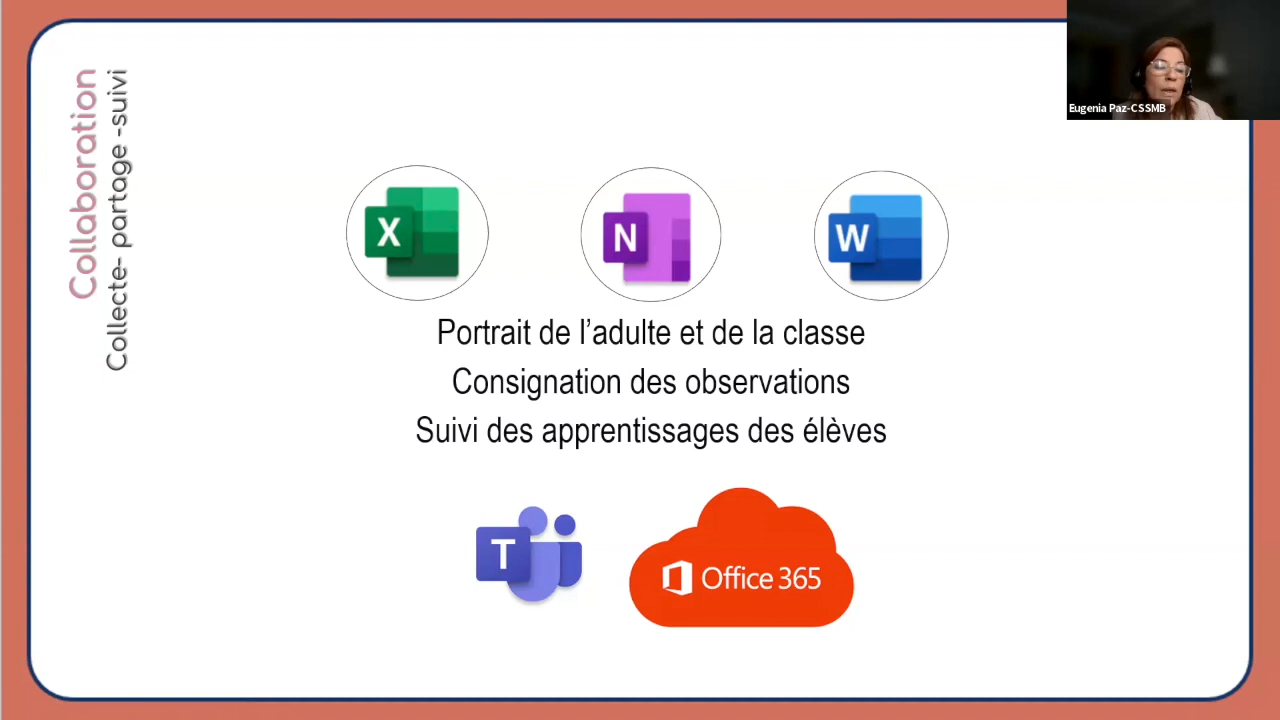 Collaboration
Collecte- partage -suivi
Eugenia Paz-CSSMB
X
N
W
Portrait de l’adulte et de la classe
Consignation des observations
Suivi des apprentissages des élèves
T
Office 365